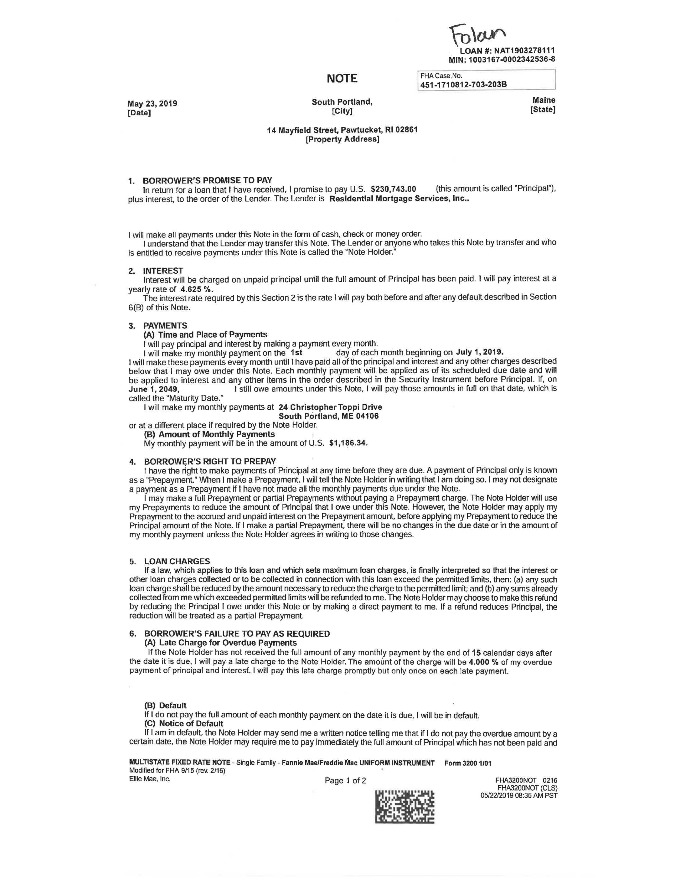 Folan
LOAN #: NAT1903278111
MIN: 1003167-0002342536-8
NOTE
FHA Case No.
451-1710812-703-203B
May 23, 2019
[Date]
South Portland,
[City]
Maine
[State]
14 Mayfield Street, Pawtucket, RI 02861
[Property Address]
1. BORROWER'S PROMISE TO PAY
In return for a loan that I have received, I promise to pay U.S. $230,743.00 (this amount is called "Principal"),
plus interest, to the order of the Lender. The Lender is Residential Mortgage Services, Inc..
I will make all payments under this Note in the form of cash, check or money order.
I understand that the Lender may transfer this Note. The Lender or anyone who takes this Note by transfer and who
is entitled to receive payments under this Note is called the "Note Holder."
2. INTEREST
Interest will be charged on unpaid principal until the full amount of Principal has been paid. I will pay interest at a
yearly rate of 4.625 %.
The interest rate required by this Section 2 is the rate I will pay both before and after any default described in Section
6(B) of this Note.
3. PAYMENTS
(A) Time and Place of Payments
I will pay principal and interest by making a payment every month.
I will make my monthly payment on the 1st day of each month beginning on July 1, 2019.
I will make these payments every month until I have paid all of the principal and interest and any other charges described
below that I may owe under this Note. Each monthly payment will be applied as of its scheduled due date and will
be applied to interest and any other items in the order described in the Security Instrument before Principal. If, on
June 1, 2049, I still owe amounts under this Note, I will pay those amounts in full on that date, which is
called the "Maturity Date."
I will make my monthly payments at 24 Christopher Toppi Drive
South Portland, ME 04106
or at a different place if required by the Note Holder.
(B) Amount of Monthly Payments
My monthly payment will be in the amount of U.S. $1,186.34.
4. BORROWER'S RIGHT TO PREPAY
I have the right to make payments of Principal at any time before they are due. A payment of Principal only is known
as a "Prepayment." When I make a Prepayment, I will tell the Note Holder in writing that I am doing so. I may not designate
a payment as a Prepayment if I have not made all the monthly payments due under the Note.
I may make a full Prepayment or partial Prepayments without paying a Prepayment charge. The Note Holder will use
my Prepayments to reduce the amount of Principal that I owe under this Note. However, the Note Holder may apply my
Prepayment to the accrued and unpaid interest on the Prepayment amount, before applying my Prepayment to reduce the
Principal amount of the Note. If I make a partial Prepayment, there will be no changes in the due date or in the amount of
my monthly payment unless the Note Holder agrees in writing to those changes.
5. LOAN CHARGES
If a law, which applies to this loan and which sets maximum loan charges, is finally interpreted so that the interest or
other loan charges collected or to be collected in connection with this loan exceed the permitted limits, then: (a) any such
loan charge shall be reduced by the amount necessary to reduce the charge to the permitted limit; and (b) any sums already
collected from me which exceeded permitted limits will be refunded to me. The Note Holder may choose to make this refund
by reducing the Principal I owe under this Note or by making a direct payment to me. If a refund reduces Principal, the
reduction will be treated as a partial Prepayment.
6. BORROWER'S FAILURE TO PAY AS REQUIRED
(A) Late Charge for Overdue Payments
If the Note Holder has not received the full amount of any monthly payment by the end of 15 calendar days after
the date it is due, I will pay a late charge to the Note Holder. The amount of the charge will be 4.000 % of my overdue
payment of principal and interest. I will pay this late charge promptly but only once on each late payment.
(B) Default
If I do not pay the full amount of each monthly payment on the date it is due, I will be in default.
(C) Notice of Default
If I am in default, the Note Holder may send me a written notice telling me that if I do not pay the overdue amount by a
certain date, the Note Holder may require me to pay immediately the full amount of Principal which has not been paid and
MULTISTATE FIXED RATE NOTE - Single Family - Fannie Mae/Freddie Mac UNIFORM INSTRUMENT Form 3200 1/01
Modified for FHA 9/15 (rev. 2/16)
Ellie Mae, Inc.
Page 1 of 2
FHA3200NOT 0216
FHA3200NOT (CLS)
05/22/2019 08:35 AM PST